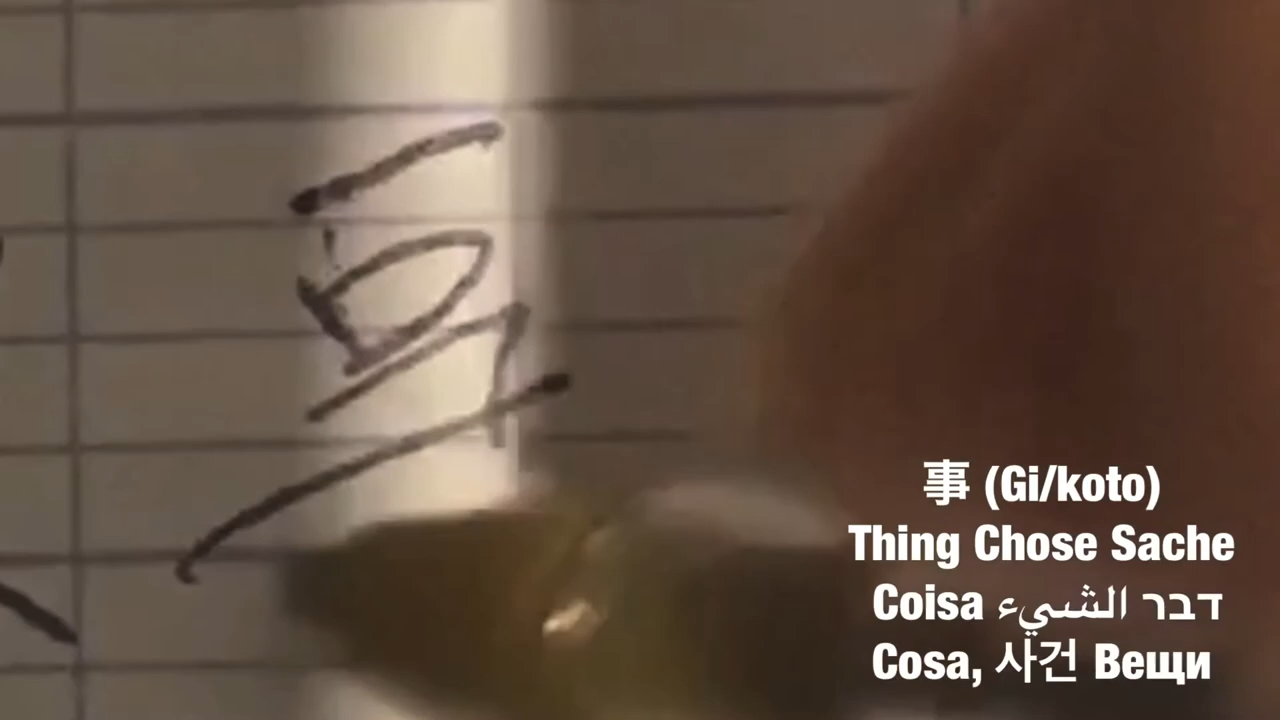 事 (Gi/koto)
Thing Chose Sache
Coisa דבר الشيء
Cosa, 사건 Вещи